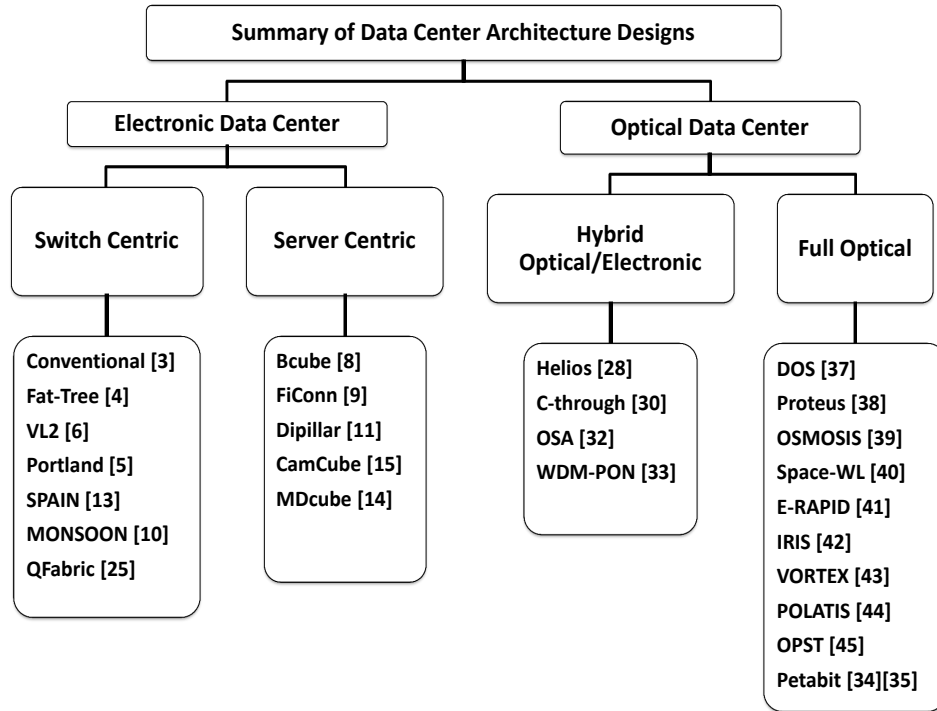 Summary of Data Center Architecture Designs
Electronic Data Center
Optical Data Center
Switch Centric
Server Centric
Hybrid
Optical/Electronic
Full Optical
Conventional [3]
Fat-Tree [4]
VL2 [6]
Portland [5]
SPAIN [13]
MONSOON [10]
QFabric [25]
Bcube [8]
FiConn [9]
Dipillar [11]
CamCube [15]
MDcube [14]
Helios [28]
C-through [30]
OSA [32]
WDM-PON [33]
DOS [37]
Proteus [38]
OSMOSIS [39]
Space-WL [40]
E-RAPID [41]
IRIS [42]
VORTEX [43]
POLATIS [44]
OPST [45]
Petabit [34][35]